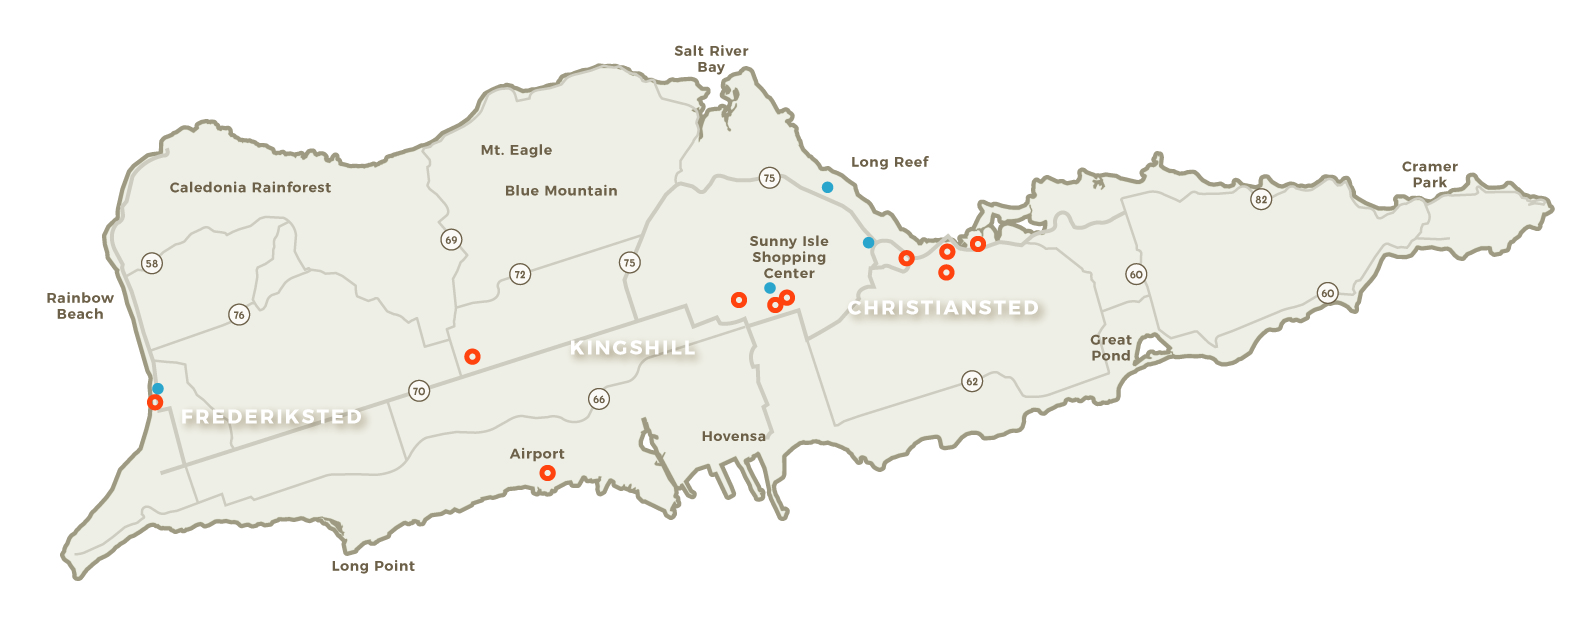 Salt River
Bay
Mt. Eagle
Long Reef
Cramer
Park
Caledonia Rainforest
Blue Mountain
75
82
69
Sunny Isle
Shopping
Center
58
72
75
60
Rainbow
Beach
76
60
CHRISTIANSTED
KINGSHILL
Great
Pond
70
66
62
FREDERIKSTED
Hovensa
Airport
Long Point